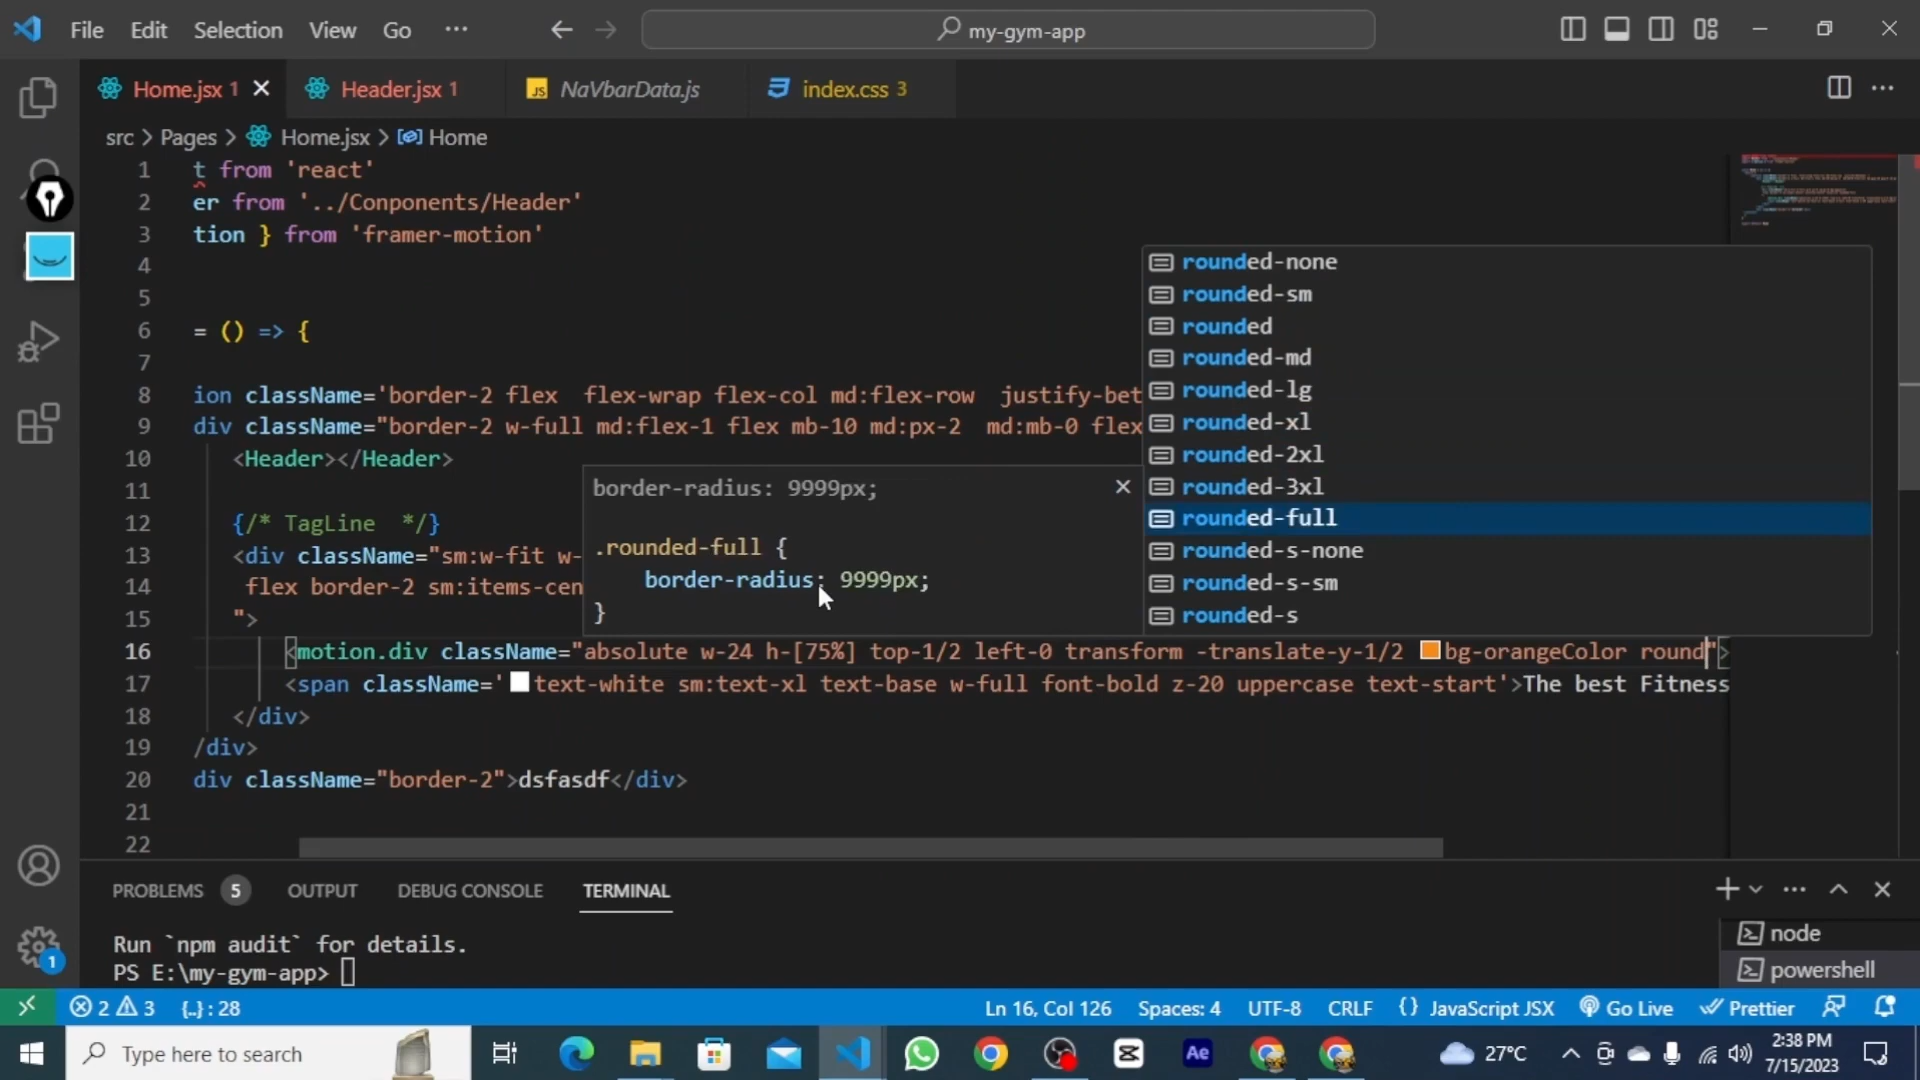 File Edit Selection View Go ··· my-gym-app
Home.jsx 1 Header.jsx 1 JS NaVbarData.js index.css 3
src > Pages > Home.jsx > Home
1 t from 'react'
2 er from '../Conponents/Header'
3 tion } from 'framer-motion'
4
5
6 = () => {
7
8 ion className='border-2 flex  flex-wrap flex-col md:flex-row  justify-bet
9 div className="border-2 w-full md:flex-1 flex mb-10 md:px-2  md:mb-0 flex
10 <Header></Header>
11
12 {/* TagLine  */}
13 <div className="sm:w-fit w-
14 flex border-2 sm:items-cen
15 ">
16 <motion.div className="absolute w-24 h-[75%] top-1/2 left-0 transform -translate-y-1/2 bg-orangeColor round">
17 <span className='text-white sm:text-xl text-base w-full font-bold z-20 uppercase text-start'>The best Fitness
18 </div>
19 /div>
20 div className="border-2">dsfasdf</div>
21
22
border-radius: 9999px;
.rounded-full {
border-radius: 9999px;
}
rounded-none
rounded-sm
rounded
rounded-md
rounded-lg
rounded-xl
rounded-2xl
rounded-3xl
rounded-full
rounded-s-none
rounded-s-sm
rounded-s
PROBLEMS 5 OUTPUT DEBUG CONSOLE TERMINAL
Run `npm audit` for details.
PS E:\my-gym-app>
node
powershell
1
2 3 {..} : 28 Ln 16, Col 126 Spaces: 4 UTF-8 CRLF {} JavaScript JSX Go Live Prettier
Type here to search Ae 27°C 2:38 PM
7/15/2023